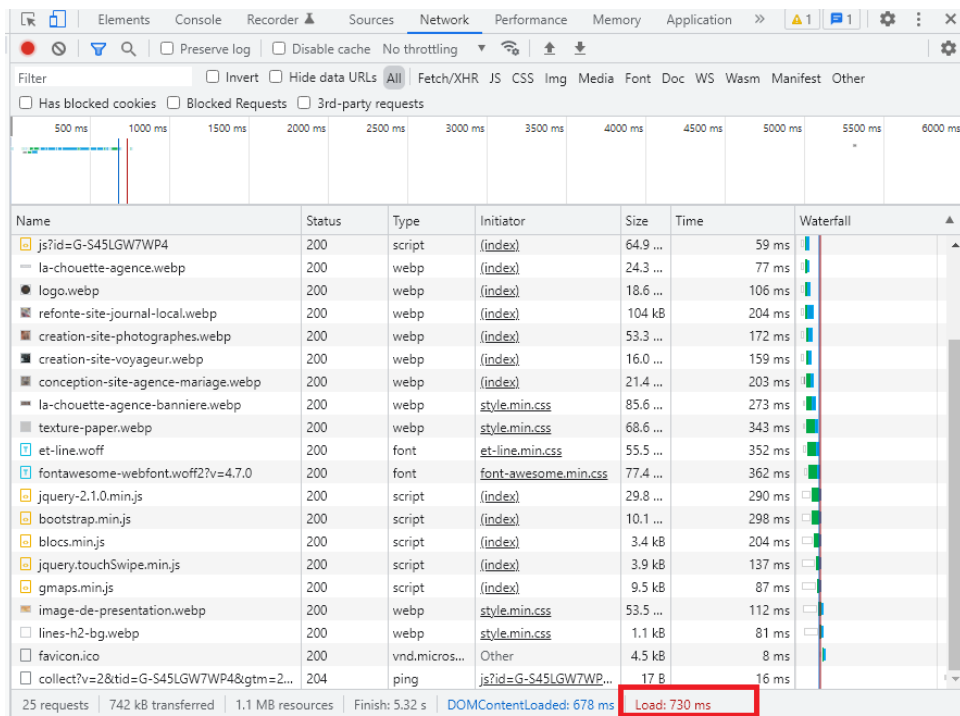 Elements Console Recorder Sources Network Performance Memory Application » 1 1
Preserve log Disable cache No throttling
Filter Invert Hide data URLs All Fetch/XHR JS CSS Img Media Font Doc WS Wasm Manifest Other
Has blocked cookies Blocked Requests 3rd-party requests
500 ms 1000 ms 1500 ms 2000 ms 2500 ms 3000 ms 3500 ms 4000 ms 4500 ms 5000 ms 5500 ms 6000 ms
Name Status Type Initiator Size Time Waterfall
js?id=G-S45LGW7WP4 200 script (index) 64.9 ... 59 ms
la-chouette-agence.webp 200 webp (index) 24.3 ... 77 ms
logo.webp 200 webp (index) 18.6 ... 106 ms
refonte-site-journal-local.webp 200 webp (index) 104 kB 204 ms
creation-site-photographes.webp 200 webp (index) 53.3 ... 172 ms
creation-site-voyageur.webp 200 webp (index) 16.0 ... 159 ms
conception-site-agence-mariage.webp 200 webp (index) 21.4 ... 203 ms
la-chouette-agence-banniere.webp 200 webp style.min.css 85.6 ... 273 ms
texture-paper.webp 200 webp style.min.css 68.6 ... 343 ms
et-line.woff 200 font et-line.min.css 55.5 ... 352 ms
fontawesome-webfont.woff2?v=4.7.0 200 font font-awesome.min.css 77.4 ... 362 ms
jquery-2.1.0.min.js 200 script (index) 29.8 ... 290 ms
bootstrap.min.js 200 script (index) 10.1 ... 298 ms
blocs.min.js 200 script (index) 3.4 kB 204 ms
jquery.touchSwipe.min.js 200 script (index) 3.9 kB 137 ms
gmaps.min.js 200 script (index) 9.5 kB 87 ms
image-de-presentation.webp 200 webp style.min.css 53.5 ... 112 ms
lines-h2-bg.webp 200 webp style.min.css 1.1 kB 81 ms
favicon.ico 200 vnd.micros... Other 4.5 kB 8 ms
collect?v=2&tid=G-S45LGW7WP4&gtm=2... 204 ping js?id=G-S45LGW7WP... 17 B 16 ms
25 requests 742 kB transferred 1.1 MB resources Finish: 5.32 s DOMContentLoaded: 678 ms Load: 730 ms